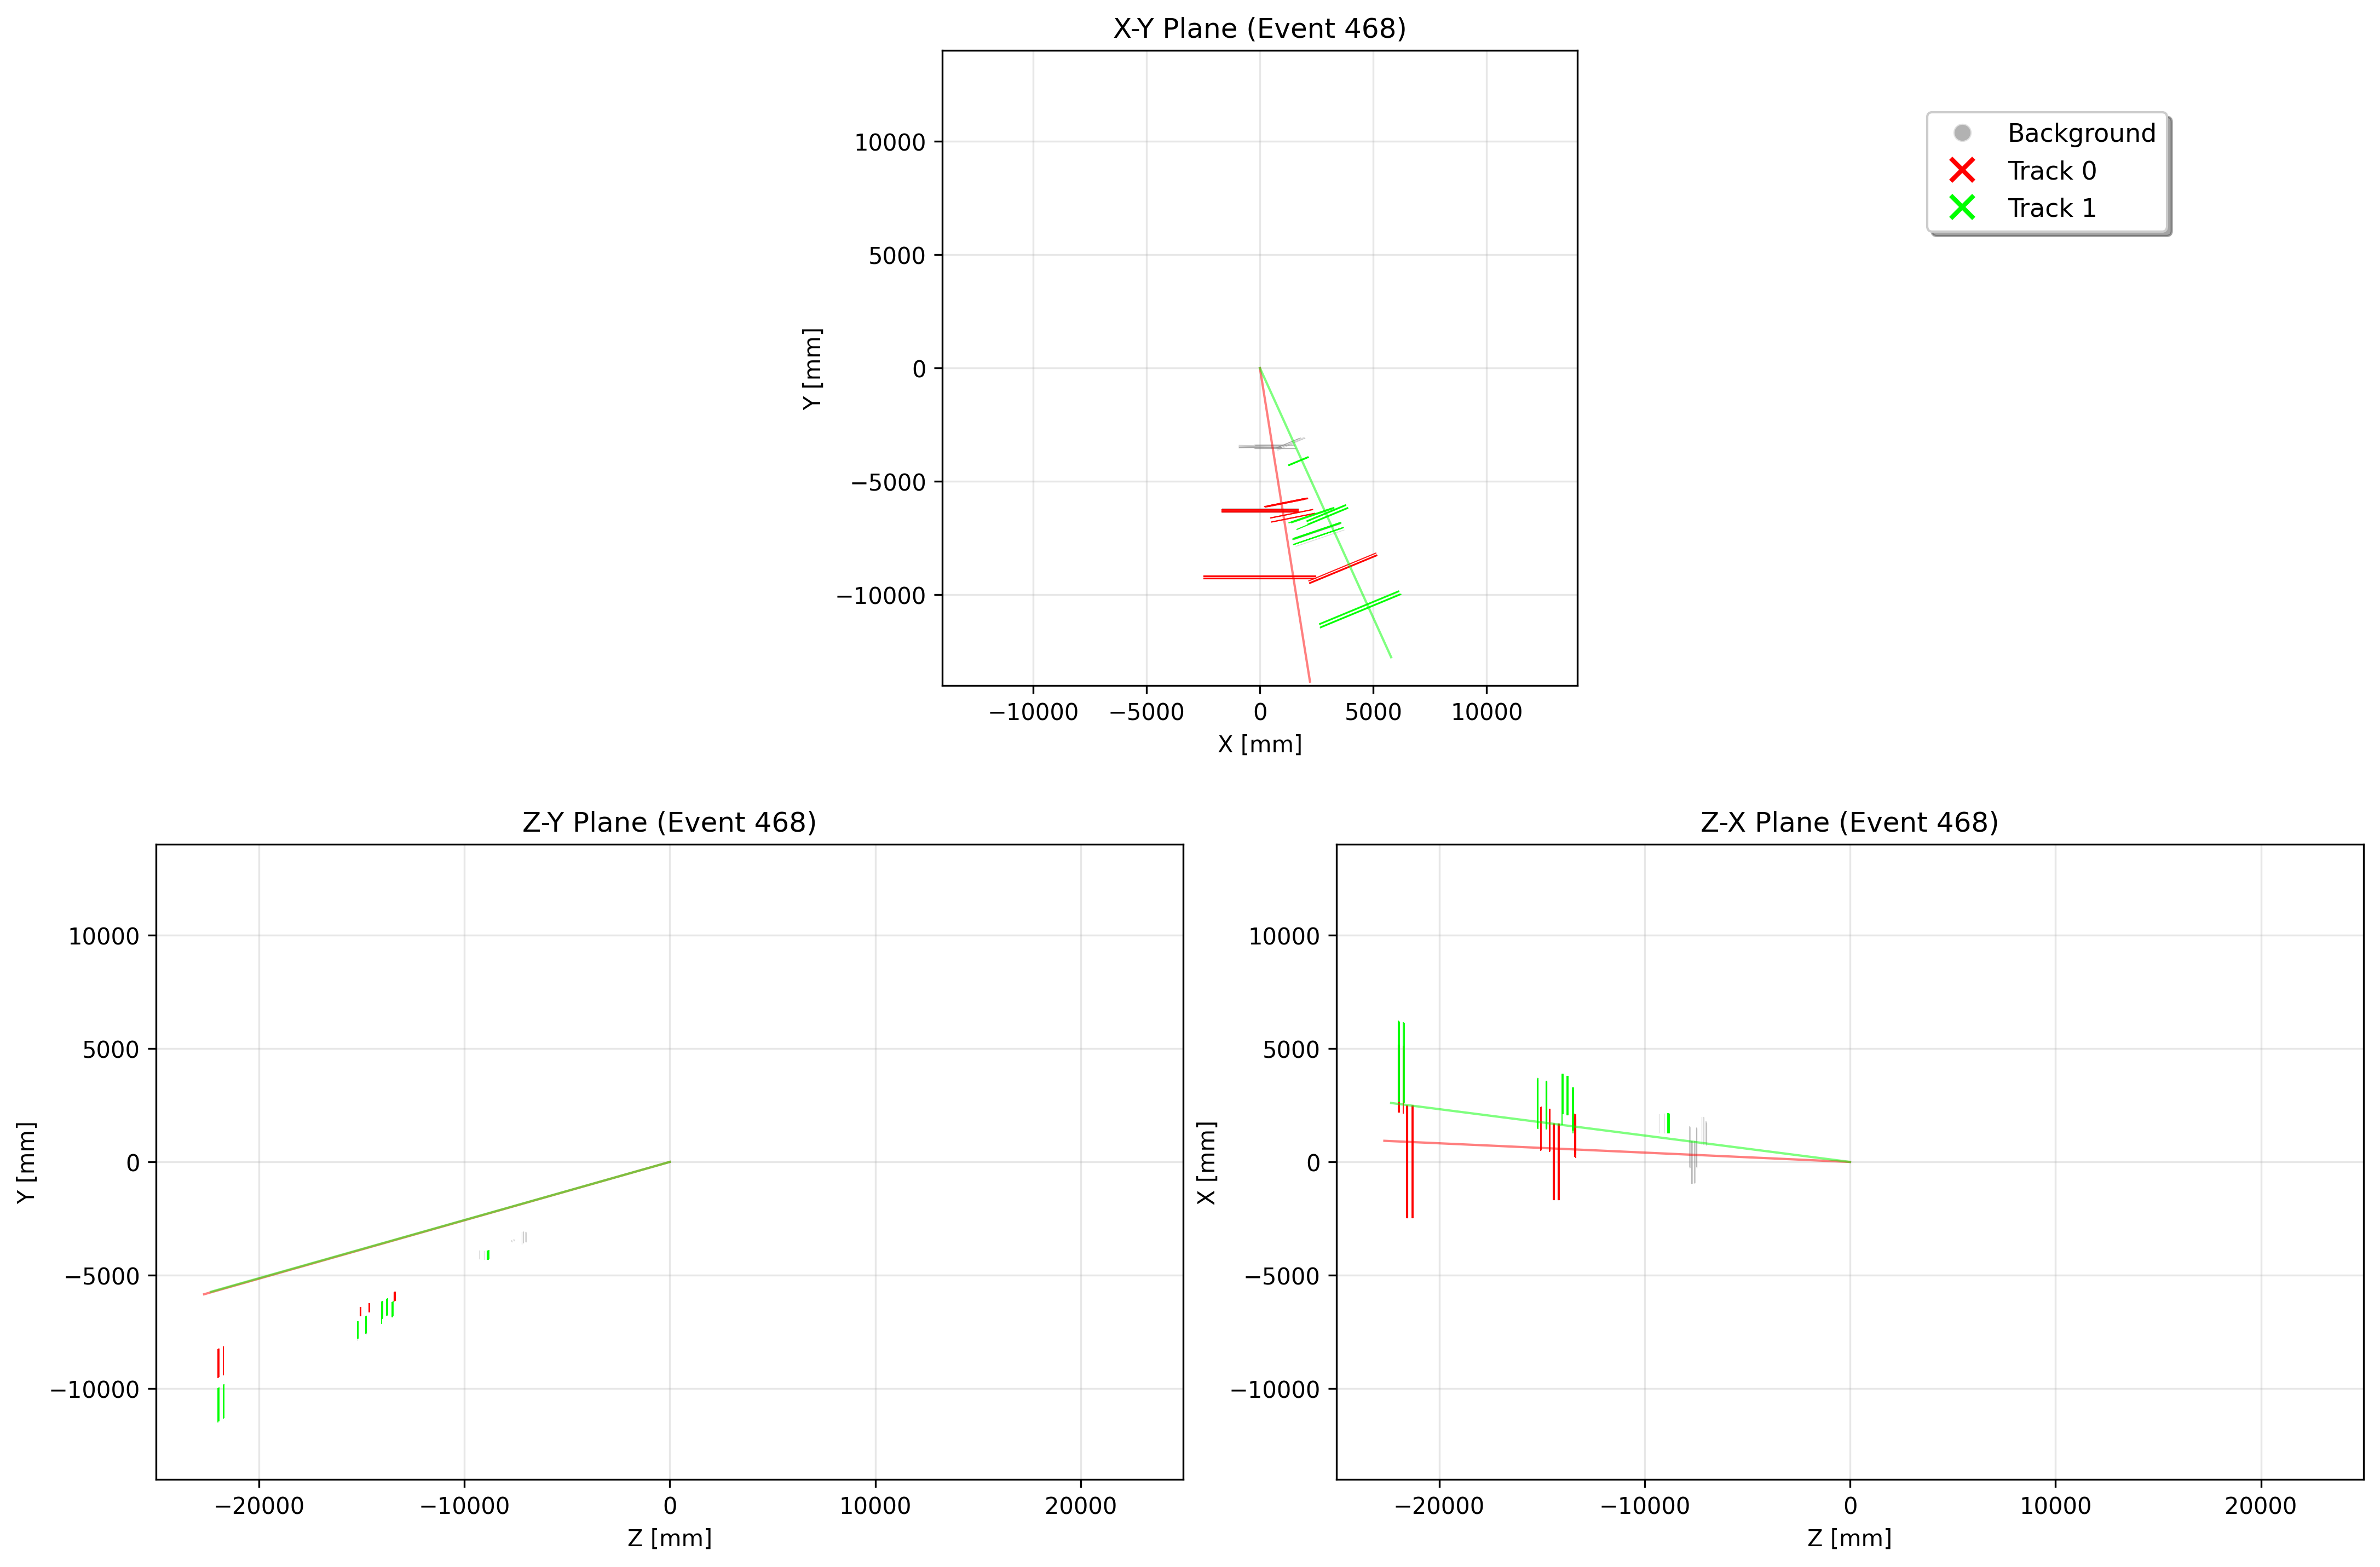 X-Y Plane (Event 468)
10000
5000
0
−5000
−10000
Y [mm]
−10000 −5000 0 5000 10000
X [mm]
Background
Track 0
Track 1
Z-Y Plane (Event 468)
10000
5000
0
−5000
−10000
Y [mm]
−20000 −10000 0 10000 20000
Z [mm]
Z-X Plane (Event 468)
10000
5000
0
−5000
−10000
X [mm]
−20000 −10000 0 10000 20000
Z [mm]